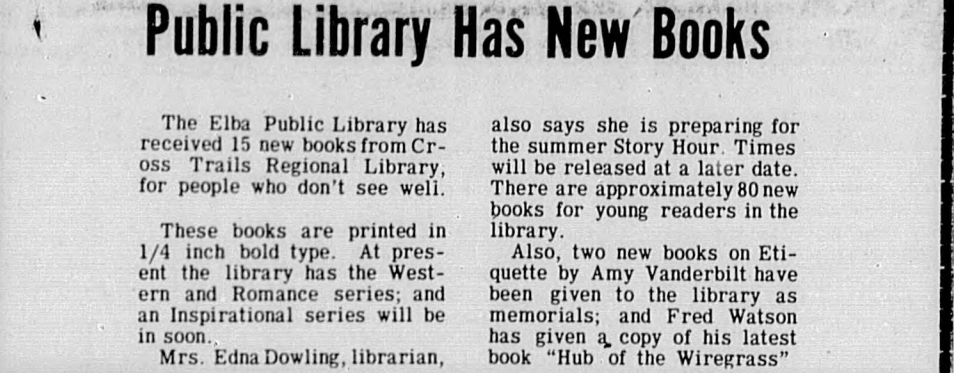 Public Library Has New Books
The Elba Public Library has
received 15 new books from Cr-
oss Trails Regional Library,
for people who don't see well.
These books are printed in
1/4 inch bold type. At pres-
ent the library has the West-
ern and Romance series; and
an Inspirational series will be
in soon.
Mrs. Edna Dowling, librarian,
also says she is preparing for
the summer Story Hour. Times
will be released at a later date.
There are approximately 80 new
books for young readers in the
library.
Also, two new books on Eti-
quette by Amy Vanderbilt have
been given to the library as
memorials; and Fred Watson
has given a copy of his latest
book "Hub of the Wiregrass"